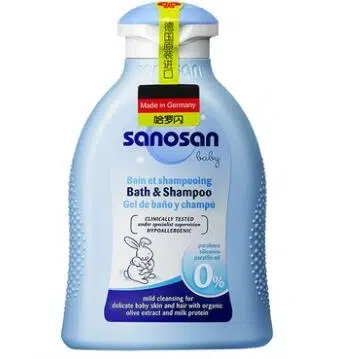 德国原装进口
Made in Germany
哈罗闪
sanosan
baby
Bain et shampooing
Bath & Shampoo
Gel de baño y champú
CLINICALLY TESTED
under specialist supervision
HYPOALLERGENIC
parabens
silicones
paraffin oil
0%
mild cleansing for
delicate baby skin and hair with organic
olive extract and milk protein